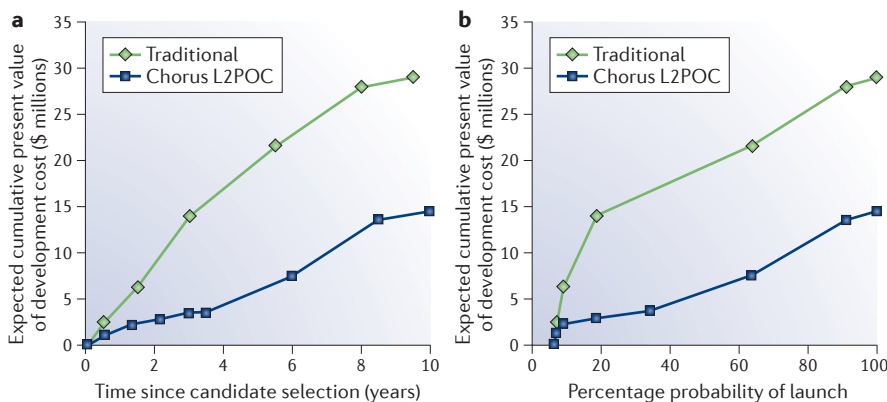 a
35
30
25
20
15
10
5
0
Expected cumulative present value
of development cost ($ millions)
Traditional
Chorus L2POC
0
2
4
6
8
10
Time since candidate selection (years)
b
35
30
25
20
15
10
5
0
Expected cumulative present value
of development cost ($ millions)
Traditional
Chorus L2POC
0
20
40
60
80
100
Percentage probability of launch